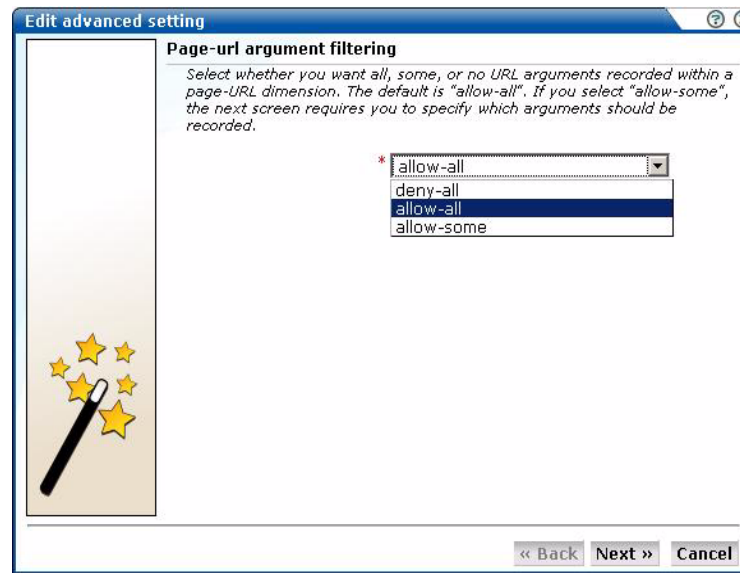 Edit advanced setting
?
Page-url argument filtering
Select whether you want all, some, or no URL arguments recorded within a
page-URL dimension. The default is "allow-all". If you select "allow-some",
the next screen requires you to specify which arguments should be
recorded.
* allow-all
deny-all
allow-all
allow-some
« Back Next » Cancel